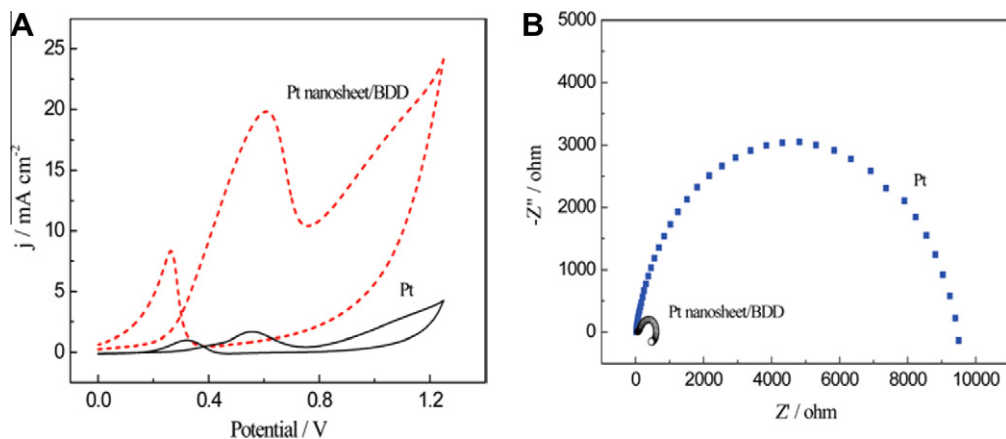 A
25
20
15
10
5
0
j / mA cm⁻²
Pt nanosheet/BDD
Pt
0.0 0.4 0.8 1.2
Potential / V
B
5000
4000
3000
2000
1000
0
-Z'' / ohm
Pt
Pt nanosheet/BDD
0 2000 4000 6000 8000 10000
Z' / ohm